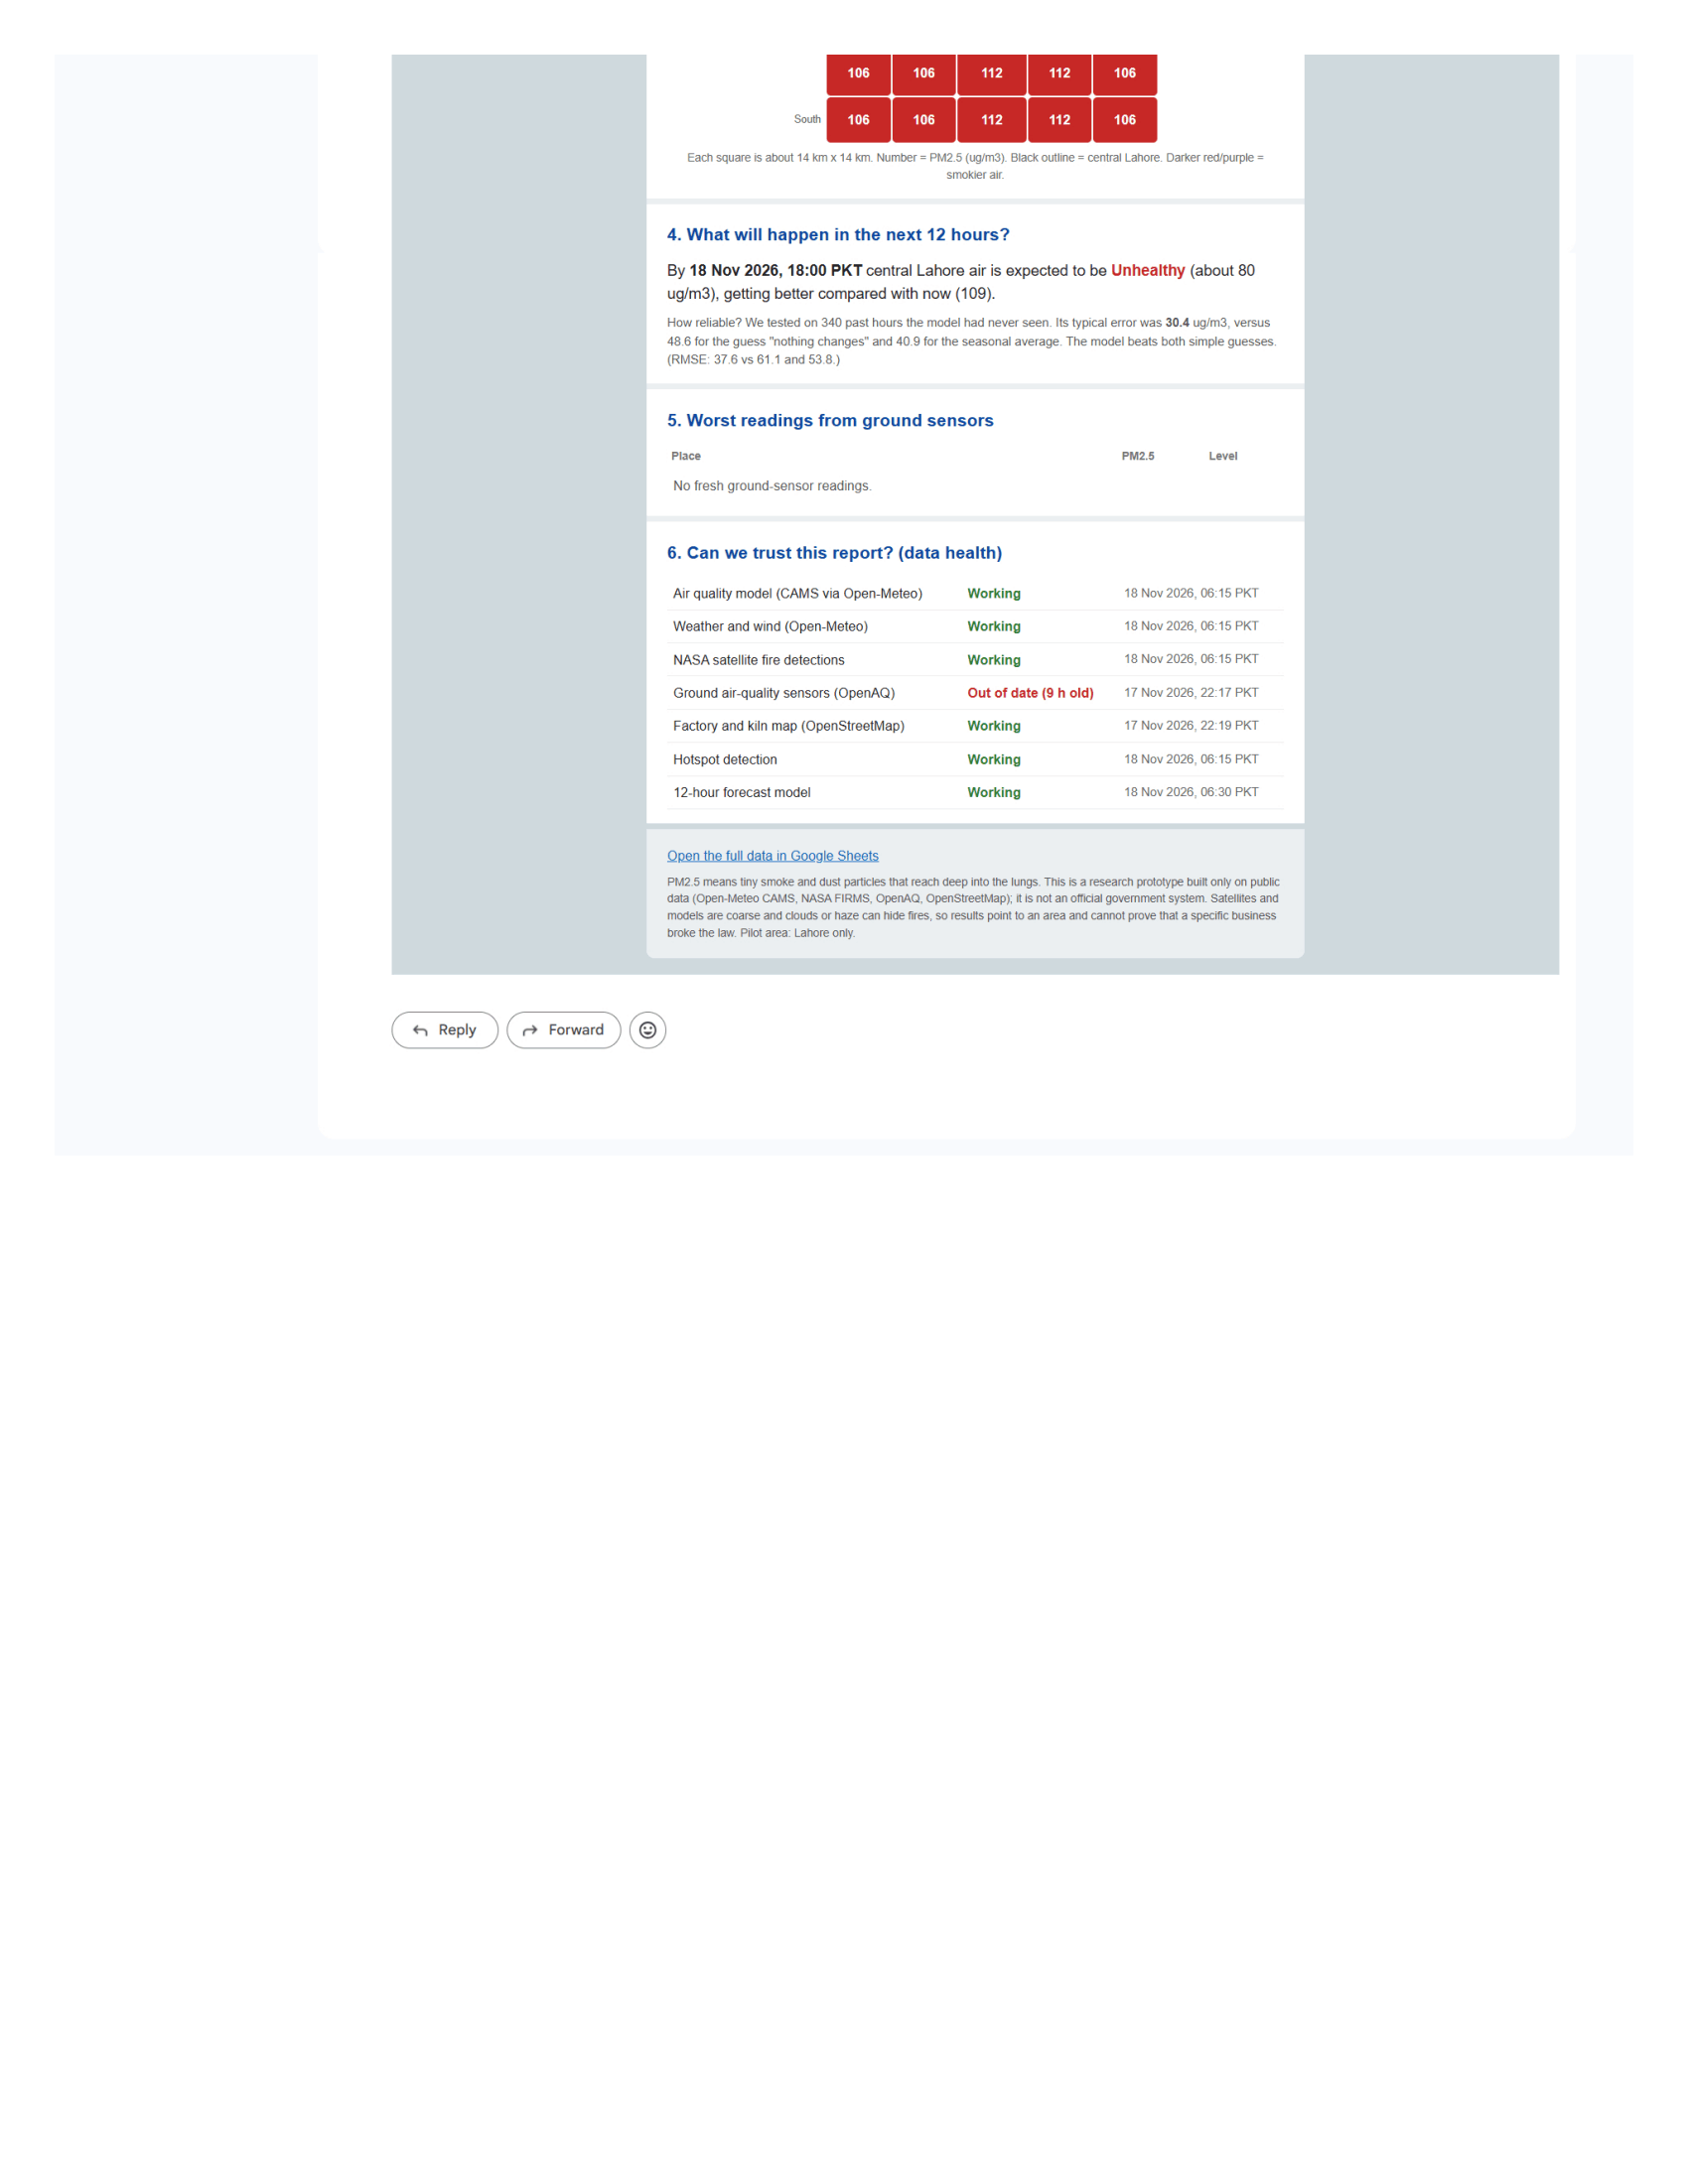 106 106 112 112 106
South 106 106 112 112 106
Each square is about 14 km x 14 km. Number = PM2.5 (ug/m3). Black outline = central Lahore. Darker red/purple =
smokier air.
4. What will happen in the next 12 hours?
By 18 Nov 2026, 18:00 PKT central Lahore air is expected to be Unhealthy (about 80
ug/m3), getting better compared with now (109).
How reliable? We tested on 340 past hours the model had never seen. Its typical error was 30.4 ug/m3, versus
48.6 for the guess "nothing changes" and 40.9 for the seasonal average. The model beats both simple guesses.
(RMSE: 37.6 vs 61.1 and 53.8.)
5. Worst readings from ground sensors
Place PM2.5 Level
No fresh ground-sensor readings.
6. Can we trust this report? (data health)
Air quality model (CAMS via Open-Meteo) Working 18 Nov 2026, 06:15 PKT
Weather and wind (Open-Meteo) Working 18 Nov 2026, 06:15 PKT
NASA satellite fire detections Working 18 Nov 2026, 06:15 PKT
Ground air-quality sensors (OpenAQ) Out of date (9 h old) 17 Nov 2026, 22:17 PKT
Factory and kiln map (OpenStreetMap) Working 17 Nov 2026, 22:19 PKT
Hotspot detection Working 18 Nov 2026, 06:15 PKT
12-hour forecast model Working 18 Nov 2026, 06:30 PKT
Open the full data in Google Sheets
PM2.5 means tiny smoke and dust particles that reach deep into the lungs. This is a research prototype built only on public
data (Open-Meteo CAMS, NASA FIRMS, OpenAQ, OpenStreetMap); it is not an official government system. Satellites and
models are coarse and clouds or haze can hide fires, so results point to an area and cannot prove that a specific business
broke the law. Pilot area: Lahore only.
Reply Forward